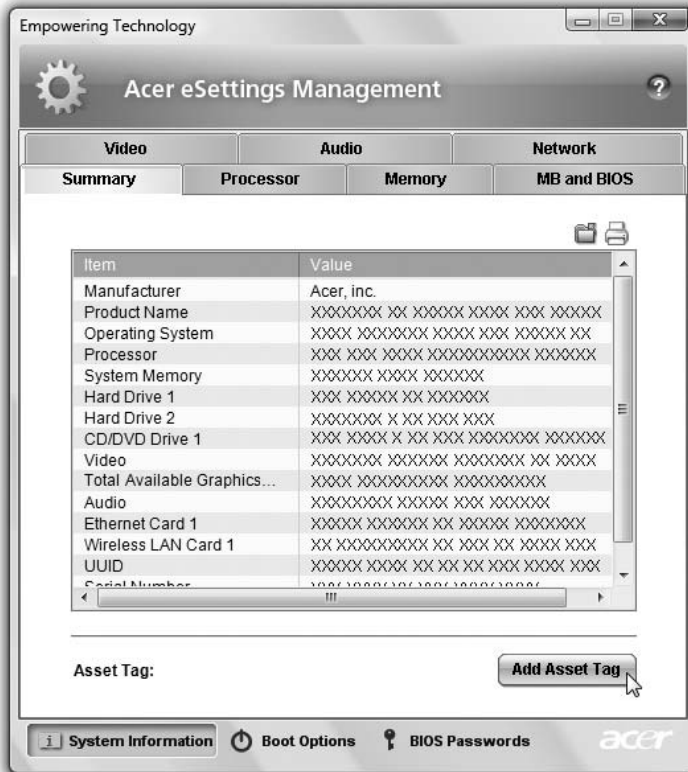 Empowering Technology
Acer eSettings Management
Video Audio Network
Summary Processor Memory MB and BIOS
Item Value
Manufacturer Acer, inc.
Product Name XXXXXXX XX XXXXX XXXX XXX XXXXX
Operating System XXXX XXXXXXX XXXX XXX XXXXX XX
Processor XXX XXX XXXX XXXXXXXXXX XXXXXX
System Memory XXXXXX XXXX XXXXXX
Hard Drive 1 XXX XXXXX XX XXXXXX
Hard Drive 2 XXXXXXX X XX XXX XXX
CD/DVD Drive 1 XXX XXXX X XX XXX XXXXXXX XXXXXX
Video XXXXXXXX XXXXXXX XXXXXXX XX XXXX
Total Available Graphics... XXXX XXXXXXXXX XXXXXXXXXX
Audio XXXXXXXX XXXXX XXX XXXXXX
Ethernet Card 1 XXXXX XXXXXX XX XXXXX XXXXXXX
Wireless LAN Card 1 XX XXXXXXXXX XX XXX XX XXXX XXX
UUID XXXXX XXXX XX XX XX XXX XXXX XXX
Serial Number
Asset Tag: Add Asset Tag
System Information Boot Options BIOS Passwords acer